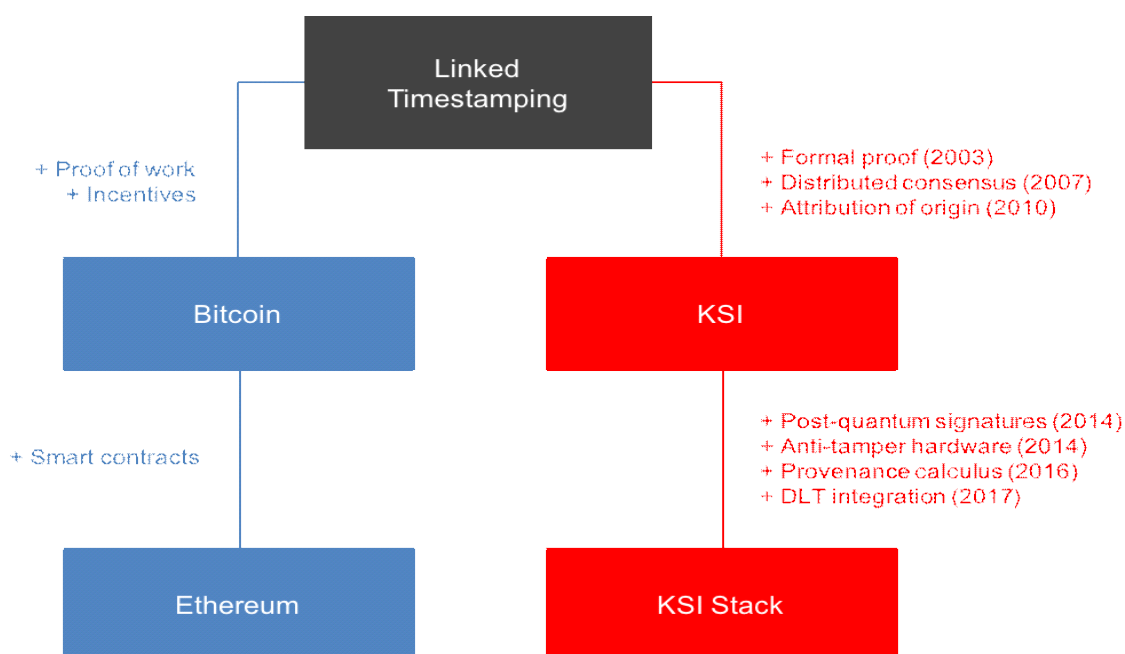 Linked
Timestamping
+ Proof of work
+ Incentives
+ Formal proof (2003)
+ Distributed consensus (2007)
+ Attribution of origin (2010)
Bitcoin
KSI
+ Smart contracts
+ Post-quantum signatures (2014)
+ Anti-tamper hardware (2014)
+ Provenance calculus (2016)
+ DLT integration (2017)
Ethereum
KSI Stack